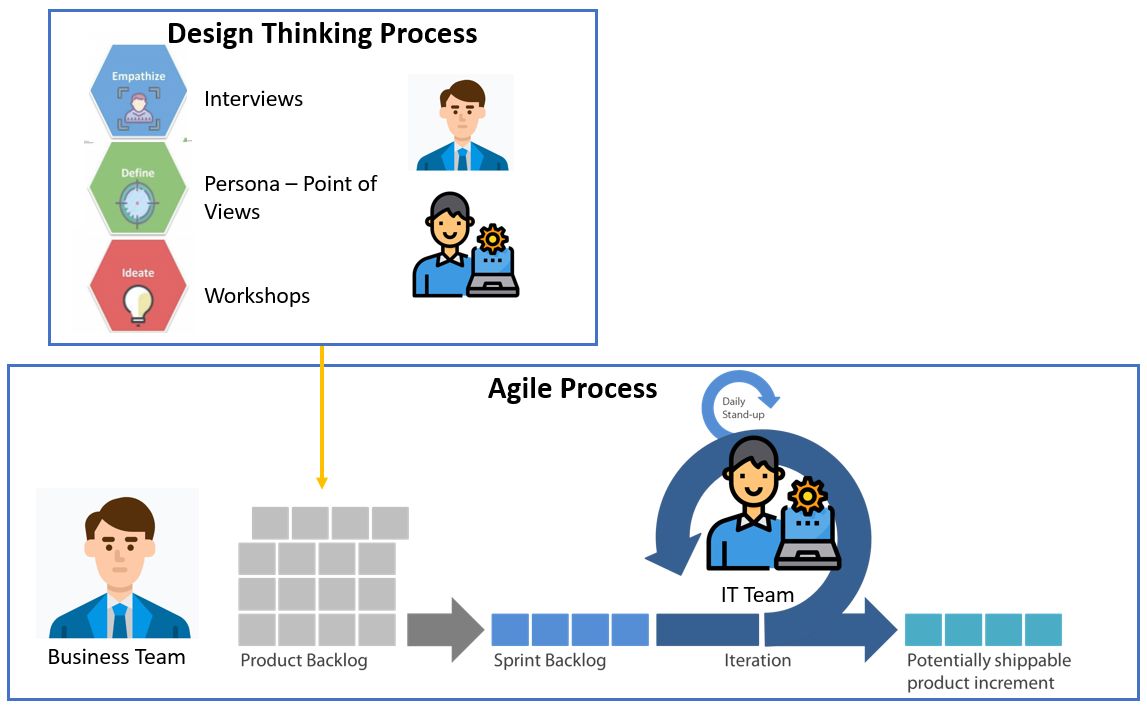 Design Thinking Process
Empathize
Interviews
Define
Persona – Point of
Views
Ideate
Workshops
Agile Process
Daily
Stand-up
IT Team
Business Team
Product Backlog
Sprint Backlog
Iteration
Potentially shippable
product increment